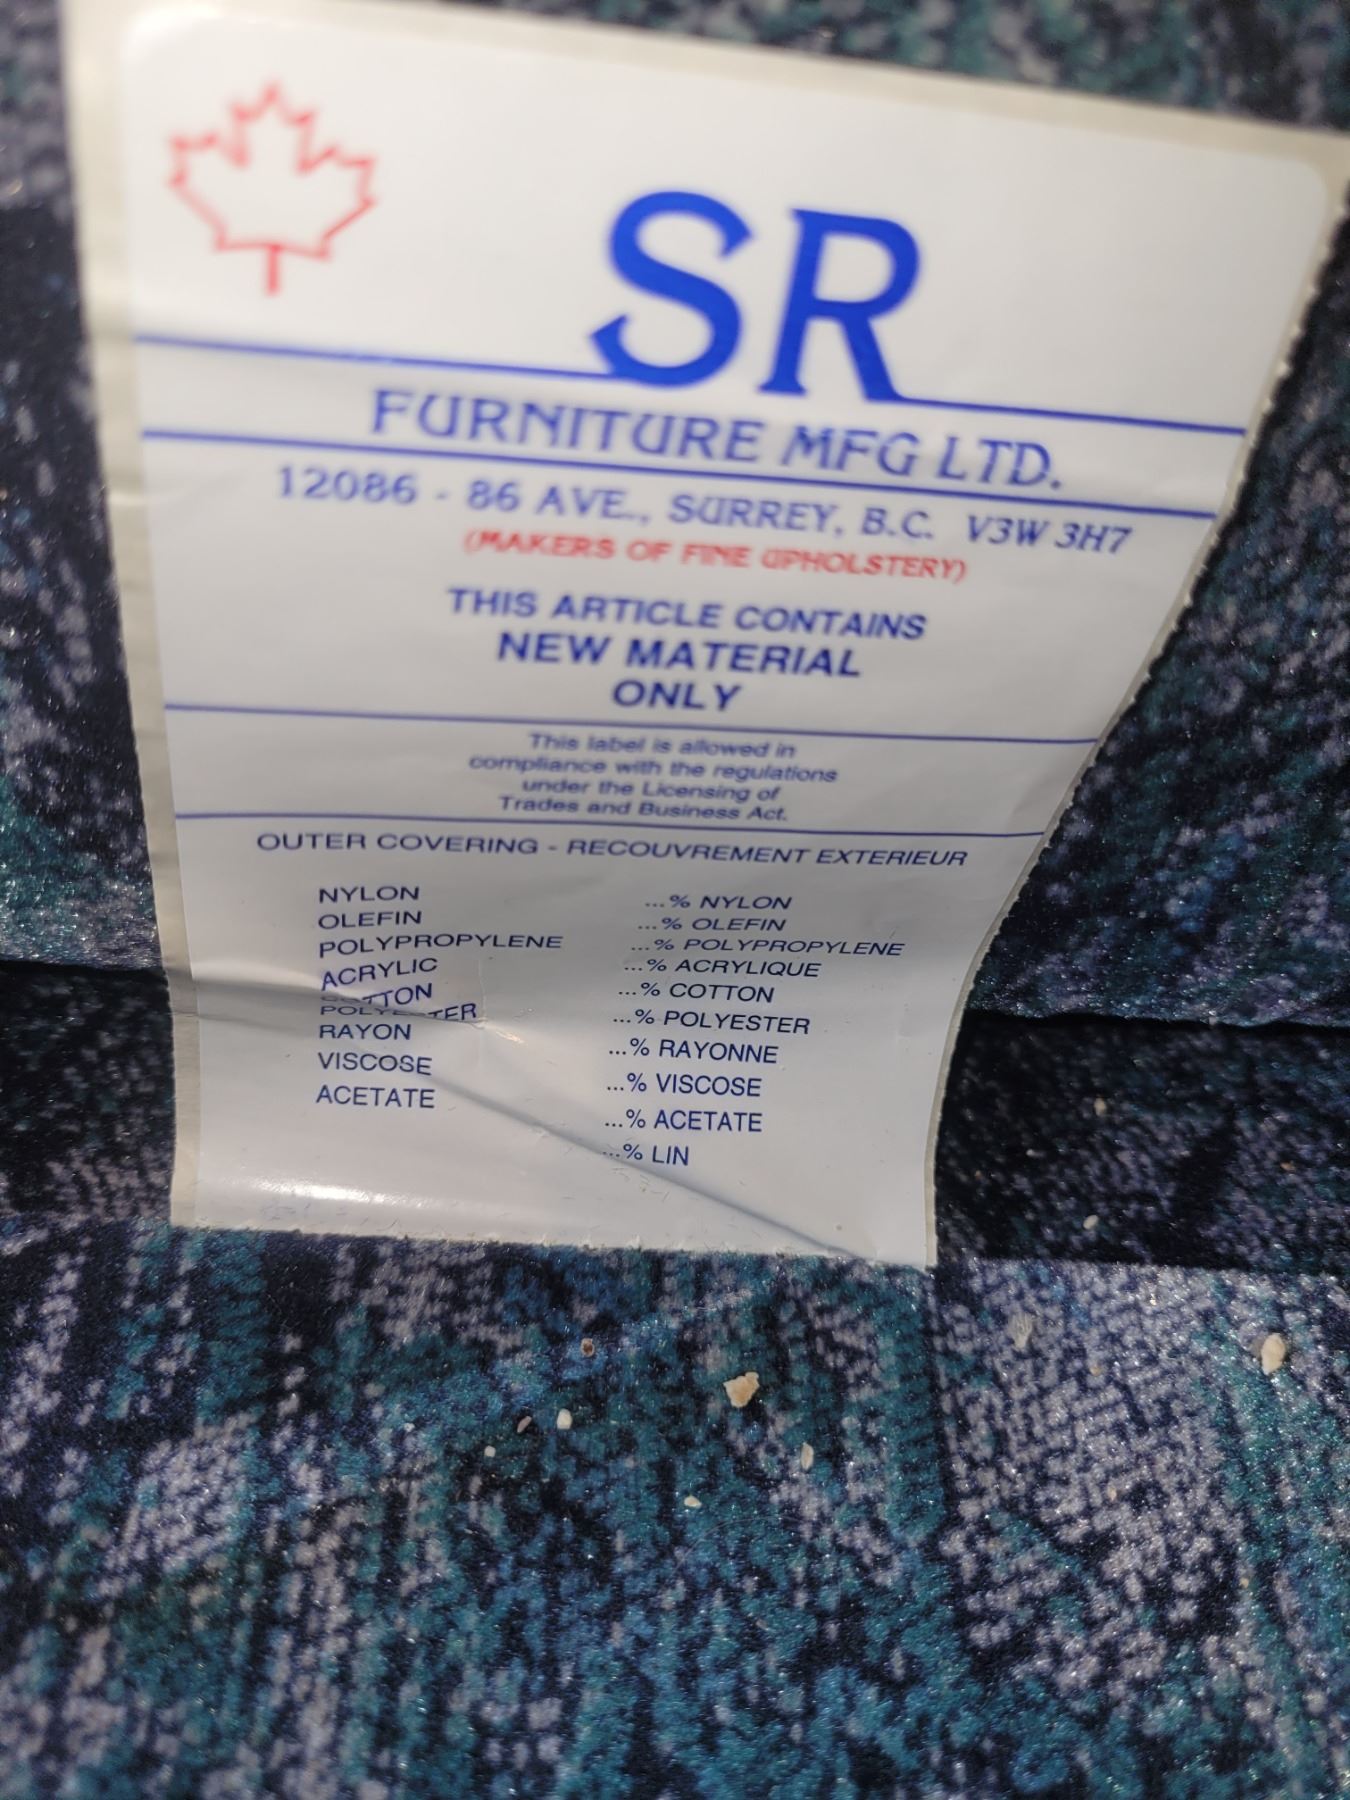 SR
FURNITURE MFG LTD.
12086 - 86 AVE., SURREY, B.C. V3W 3H7
(MAKERS OF FINE UPHOLSTERY)
THIS ARTICLE CONTAINS
NEW MATERIAL
ONLY
This label is allowed in
compliance with the regulations
under the Licensing of
Trades and Business Act.
OUTER COVERING - RECOUVREMENT EXTERIEUR
NYLON ...% NYLON
OLEFIN ...% OLEFIN
POLYPROPYLENE ...% POLYPROPYLENE
ACRYLIC ...% ACRYLIQUE
COTTON ...% COTTON
POLYESTER ...% POLYESTER
RAYON ...% RAYONNE
VISCOSE ...% VISCOSE
ACETATE ...% ACETATE
...% LIN